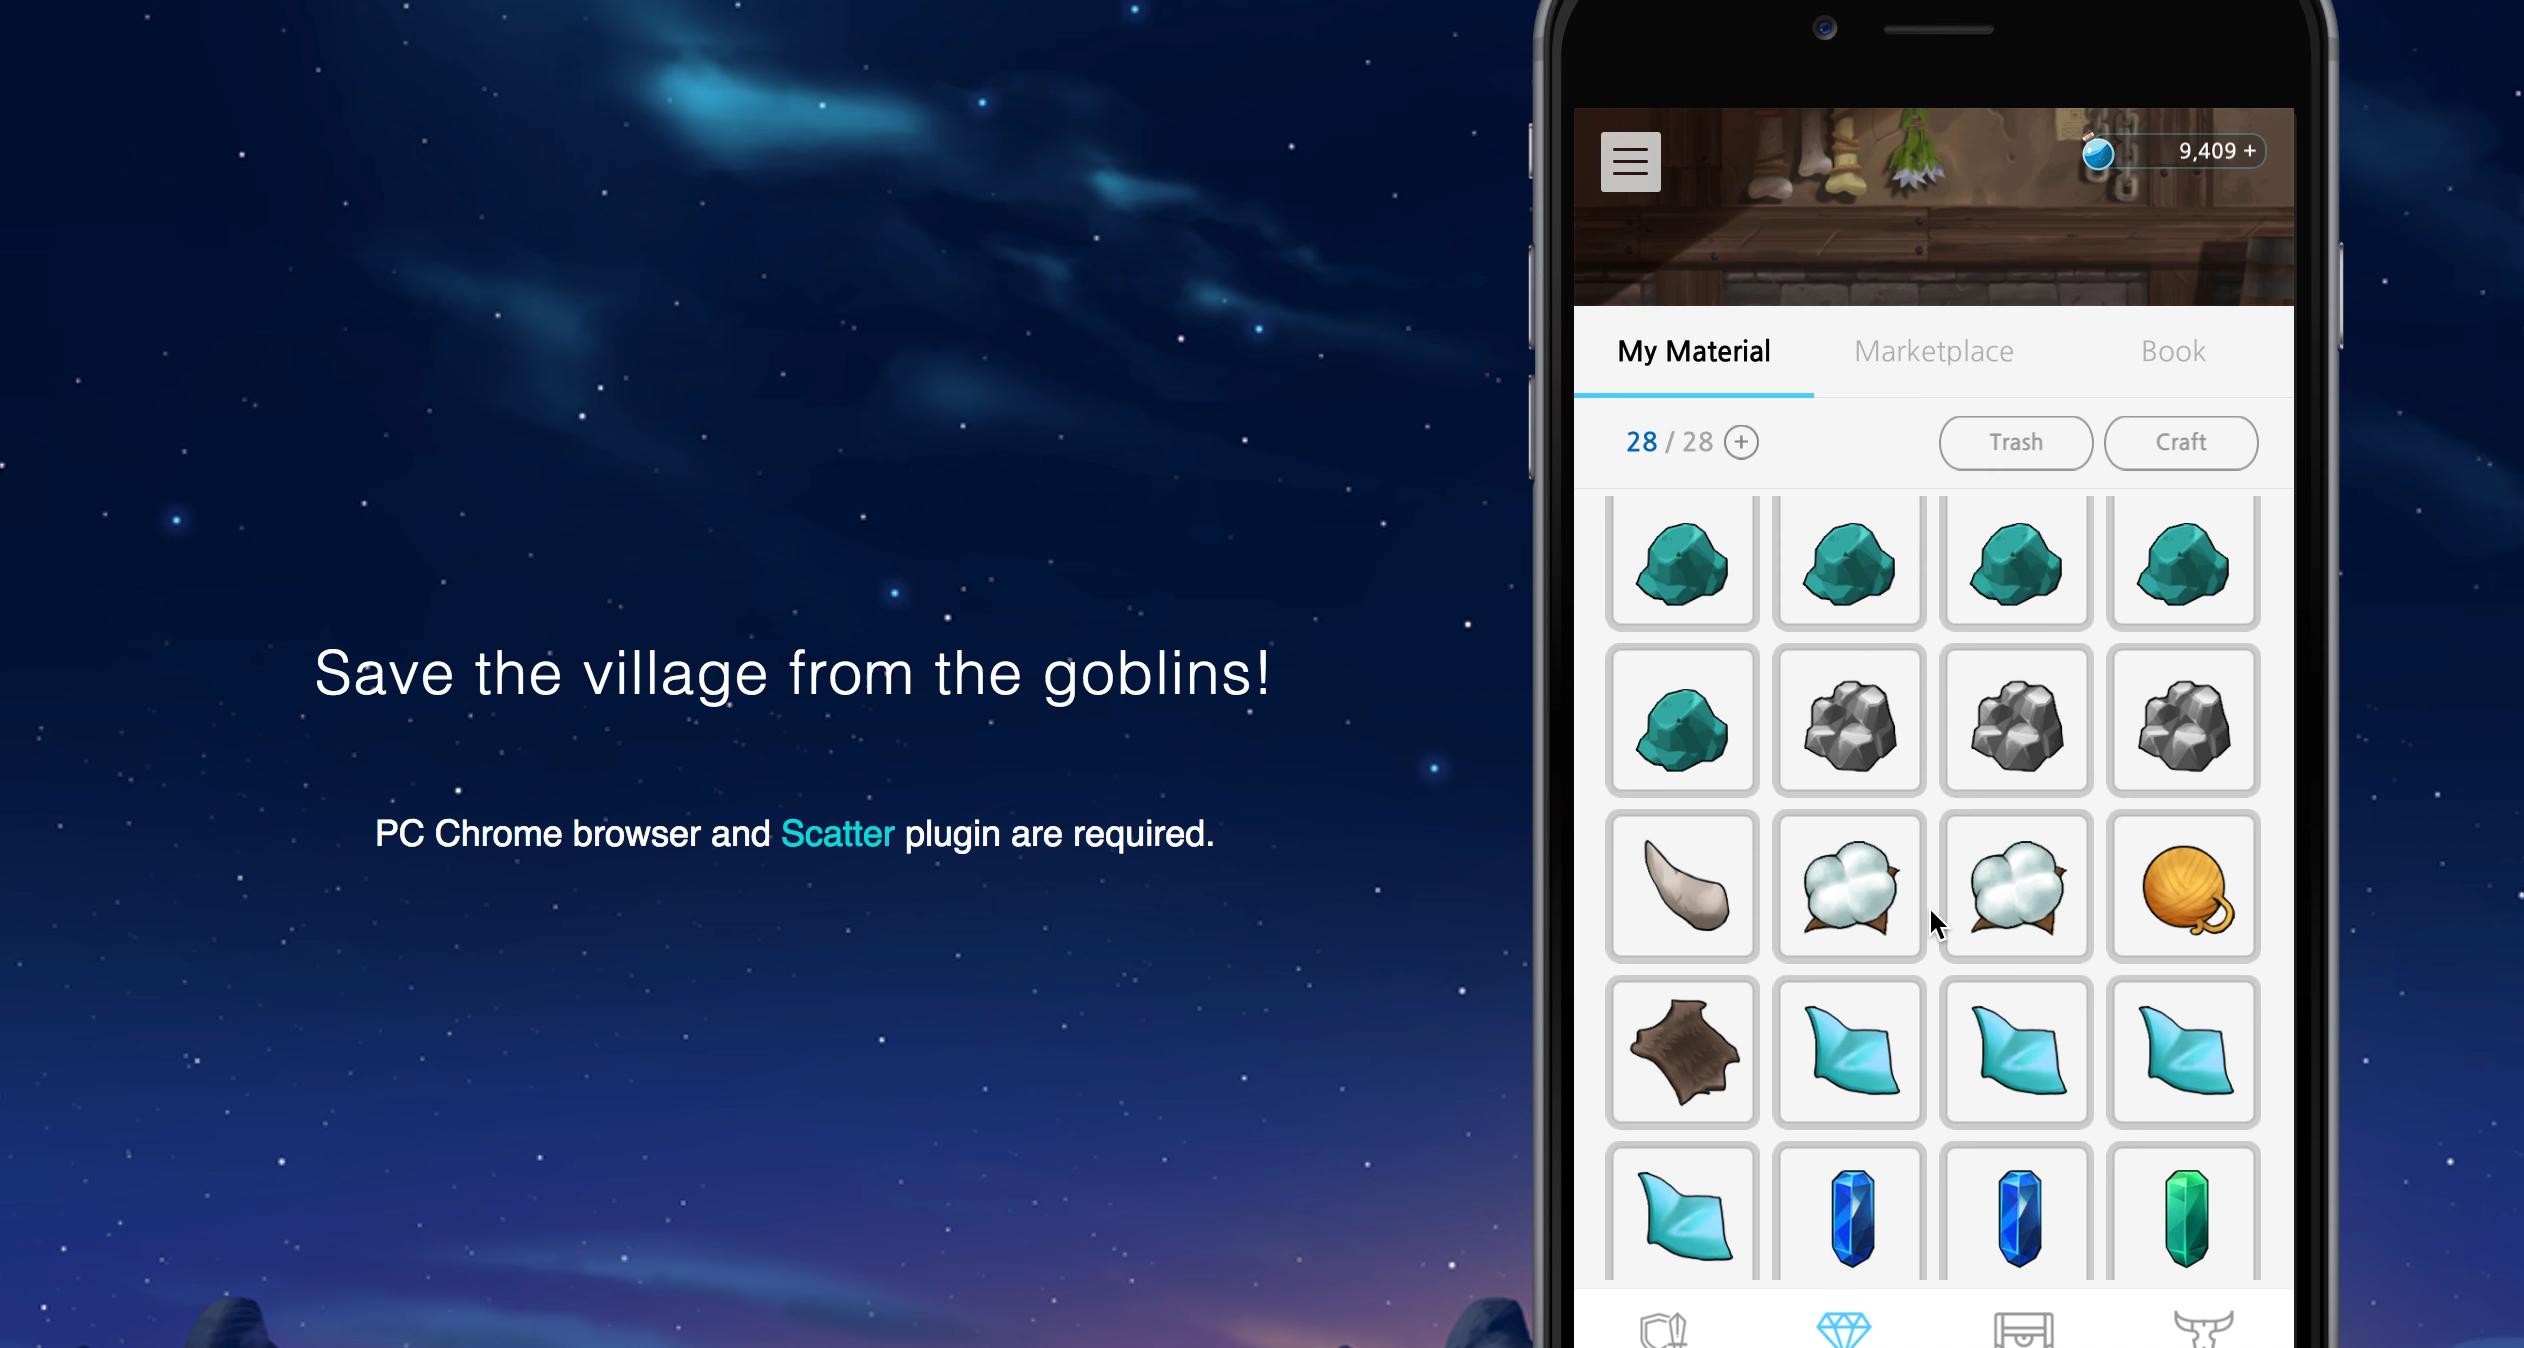 Save the village from the goblins!
PC Chrome browser and Scatter plugin are required.
9,409 +
My Material Marketplace Book
28 / 28 + Trash Craft